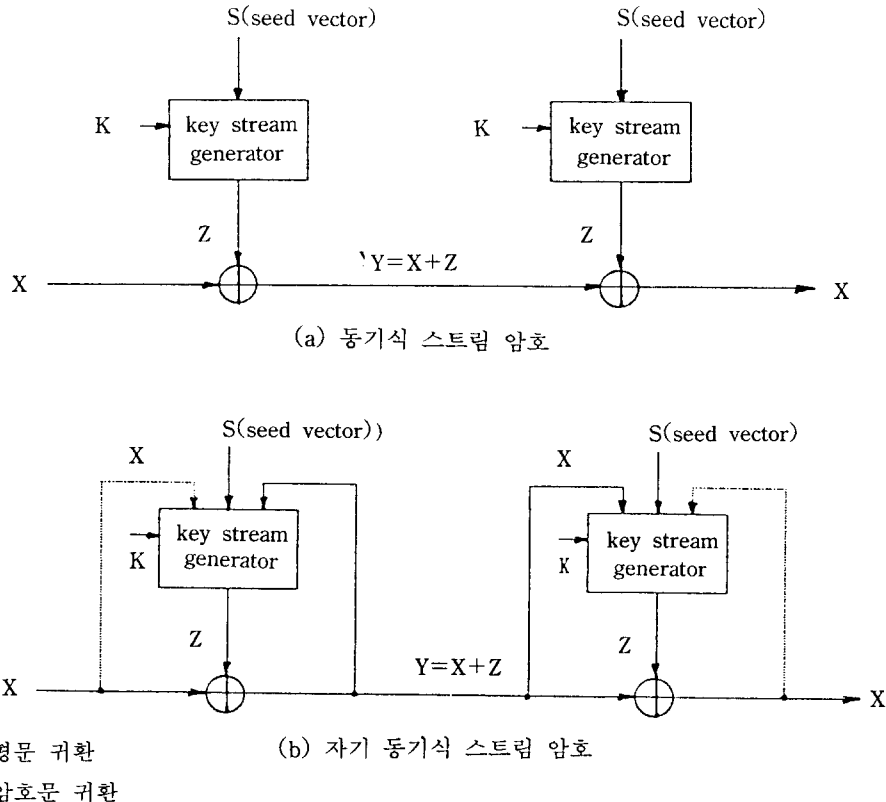 S(seed vector)
S(seed vector)
K
key stream
generator
K
key stream
generator
Z
Z
X
Y=X+Z
X
(a) 동기식 스트림 암호
S(seed vector))
S(seed vector)
X
X
key stream
generator
K
key stream
generator
K
Z
Z
X
Y=X+Z
X
(b) 자기 동기식 스트림 암호
귀환
암호문 귀환